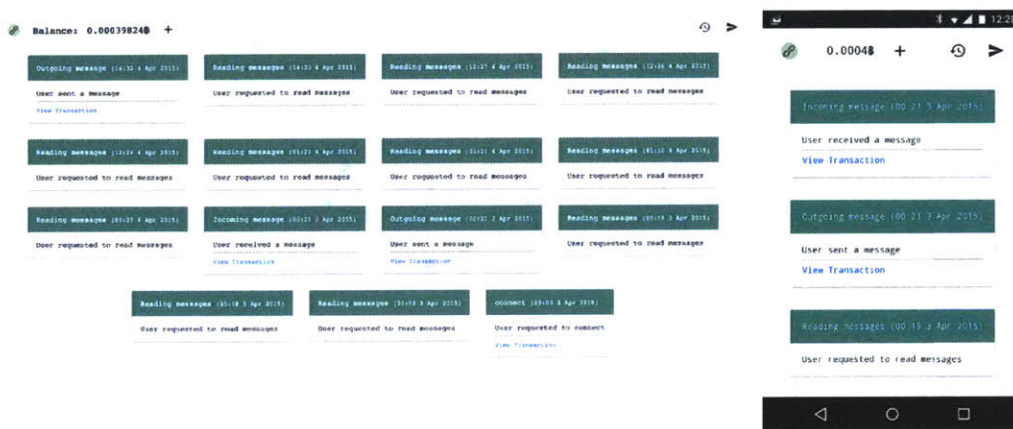 Balance: 0.00039824฿ +
Outgoing message (14:32 4 Apr 2015)
User sent a message
View Transaction
Reading messages
User requested to read messages
Reading messages
User requested to read messages
Reading messages
User requested to read messages
Reading messages
User requested to read messages
Reading messages
User requested to read messages
Reading messages
User requested to read messages
Reading messages
User requested to read messages
Reading messages
User requested to read messages
Incoming message
User received a message
View Transaction
Outgoing message
User sent a message
View Transaction
Reading messages
User requested to read messages
Reading messages
User requested to read messages
Reading messages
User requested to read messages
connect
User requested to connect
View Transaction
0.0004฿ +
Incoming message (00:21 3 Apr 2015)
User received a message
View Transaction
Outgoing message (00:21 3 Apr 2015)
User sent a message
View Transaction
Reading messages (00:19 3 Apr 2015)
User requested to read messages